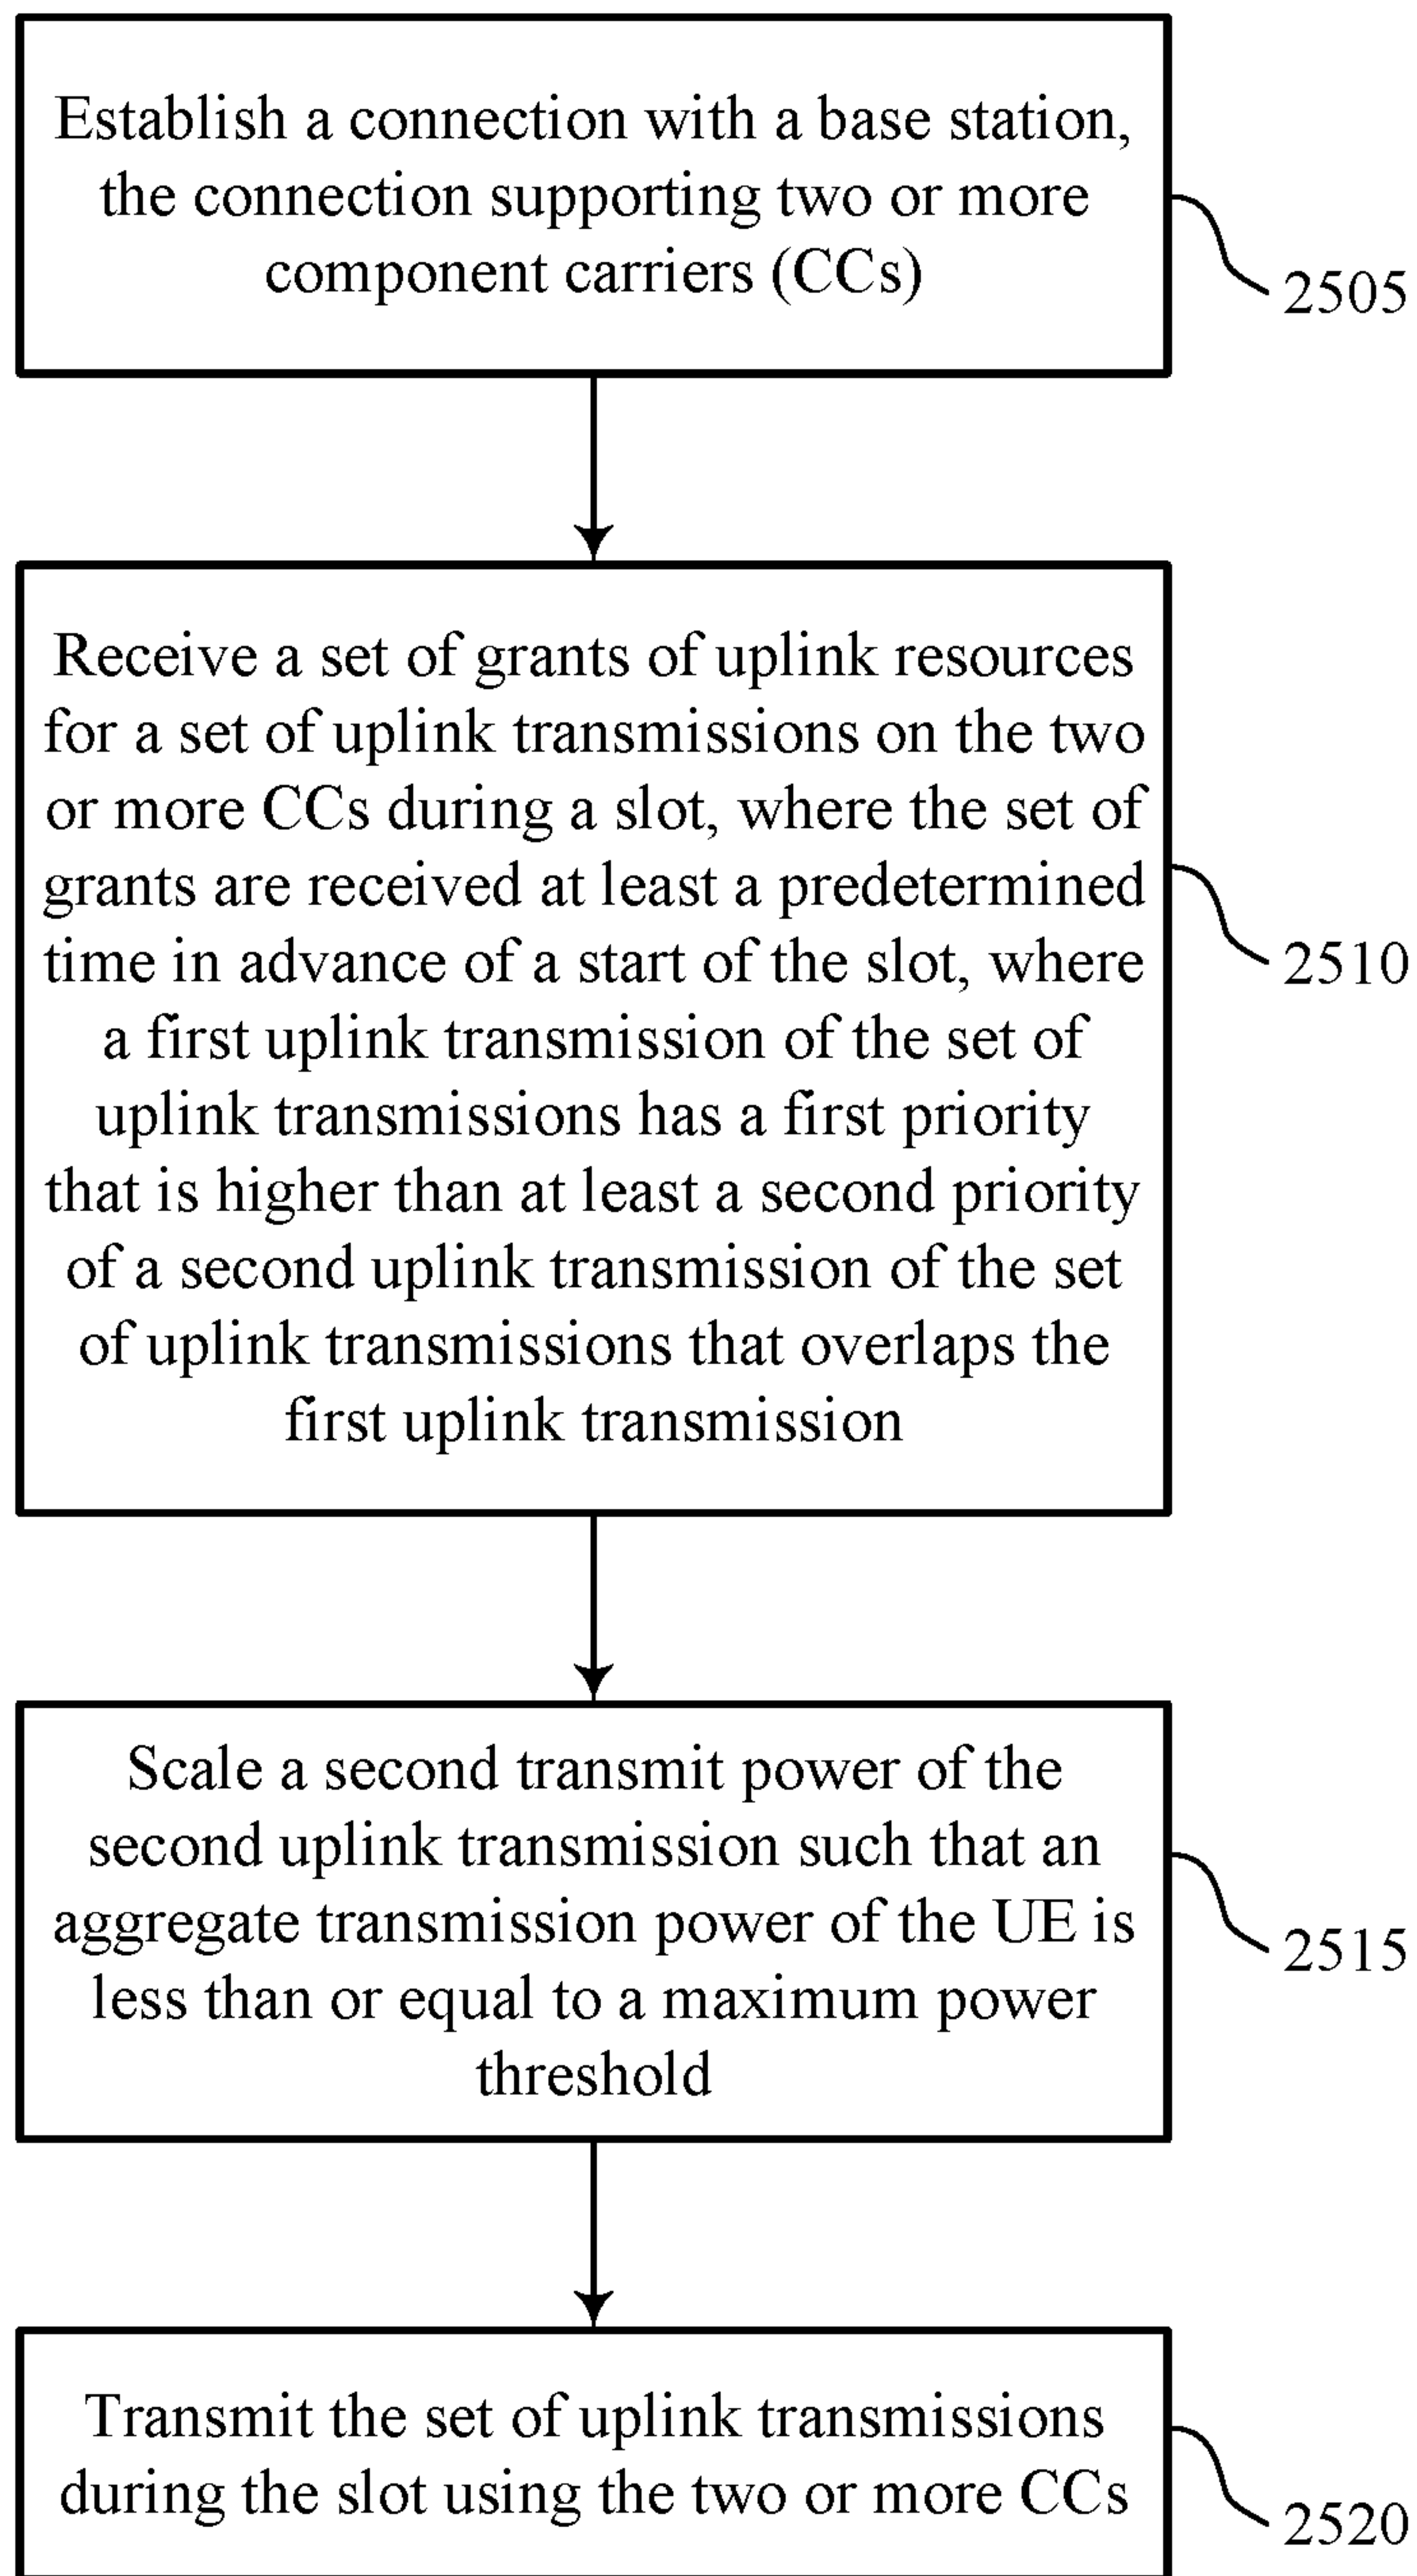 Establish a connection with a base station,
the connection supporting two or more
component carriers (CCs)
2505
Receive a set of grants of uplink resources
for a set of uplink transmissions on the two
or more CCs during a slot, where the set of
grants are received at least a predetermined
time in advance of a start of the slot, where
a first uplink transmission of the set of
uplink transmissions has a first priority
that is higher than at least a second priority
of a second uplink transmission of the set
of uplink transmissions that overlaps the
first uplink transmission
2510
Scale a second transmit power of the
second uplink transmission such that an
aggregate transmission power of the UE is
less than or equal to a maximum power
threshold
2515
Transmit the set of uplink transmissions
during the slot using the two or more CCs
2520